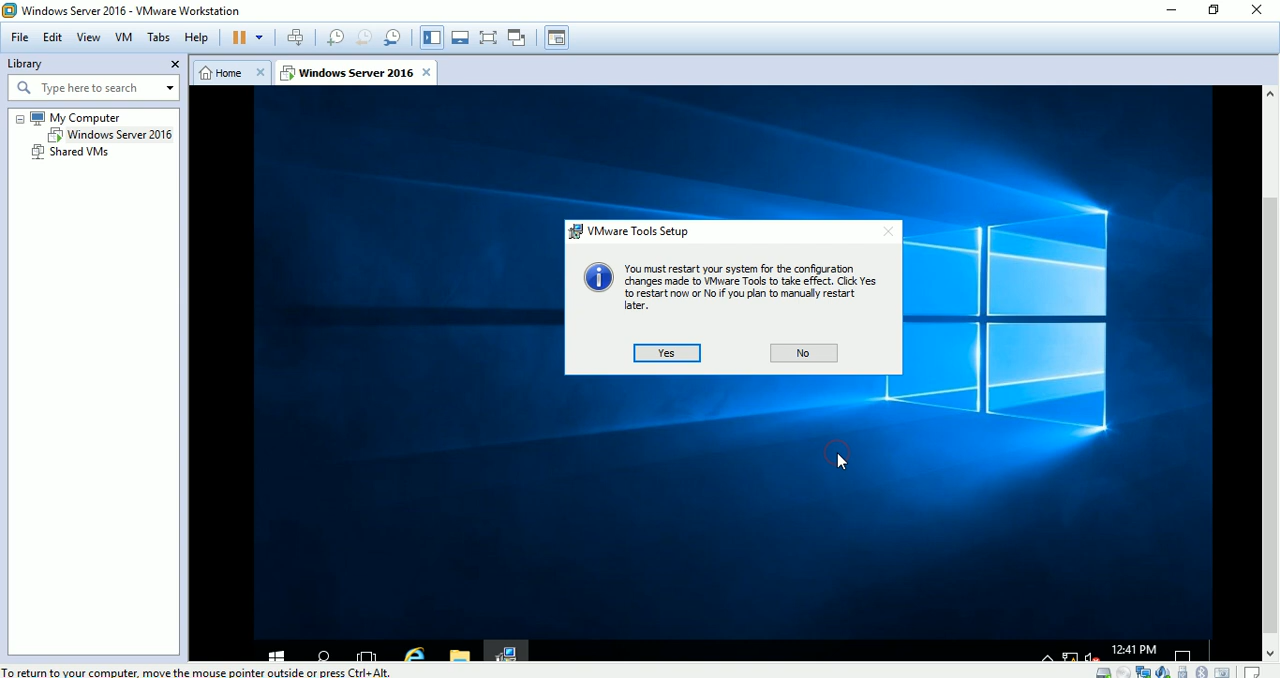 Windows Server 2016 - VMware Workstation
File Edit View VM Tabs Help
Library
Home
Windows Server 2016
Type here to search
My Computer
Windows Server 2016
Shared VMs
VMware Tools Setup
You must restart your system for the configuration
changes made to VMware Tools to take effect. Click Yes
to restart now or No if you plan to manually restart
later.
Yes
No
12:41 PM
To return to your computer, move the mouse pointer outside or press Ctrl+Alt.